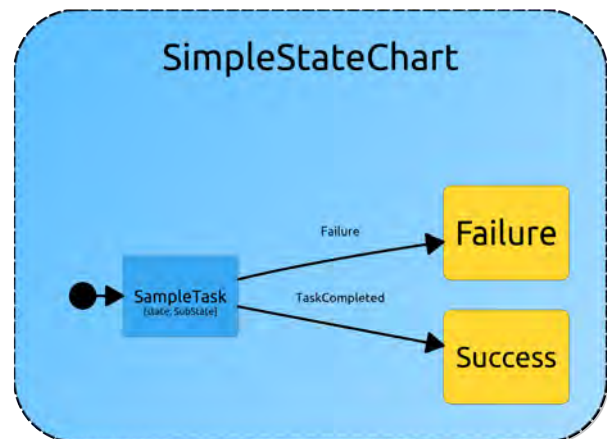 SimpleStateChart
Failure
Failure
SampleTask
[state, SubState]
TaskCompleted
Success